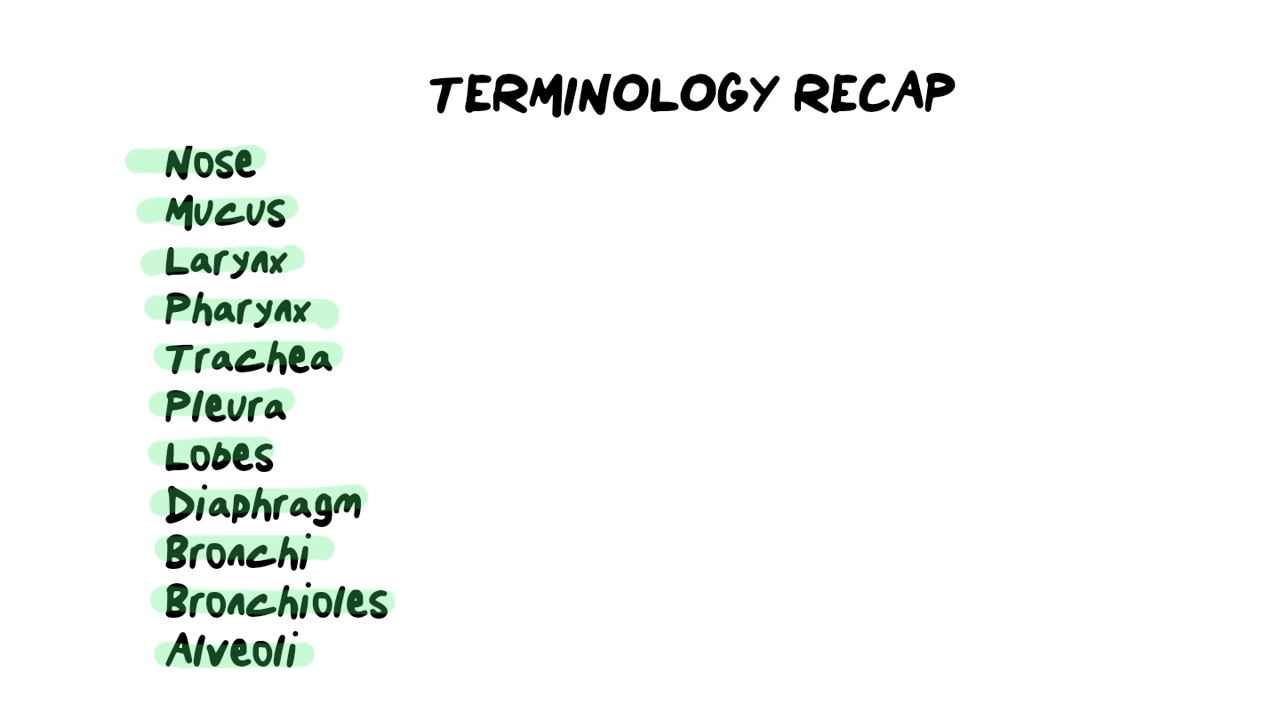 TERMINOLOGY RECAP
Nose
Mucus
Larynx
Pharynx
Trachea
Pleura
Lobes
Diaphragm
Bronchi
Bronchioles
Alveoli